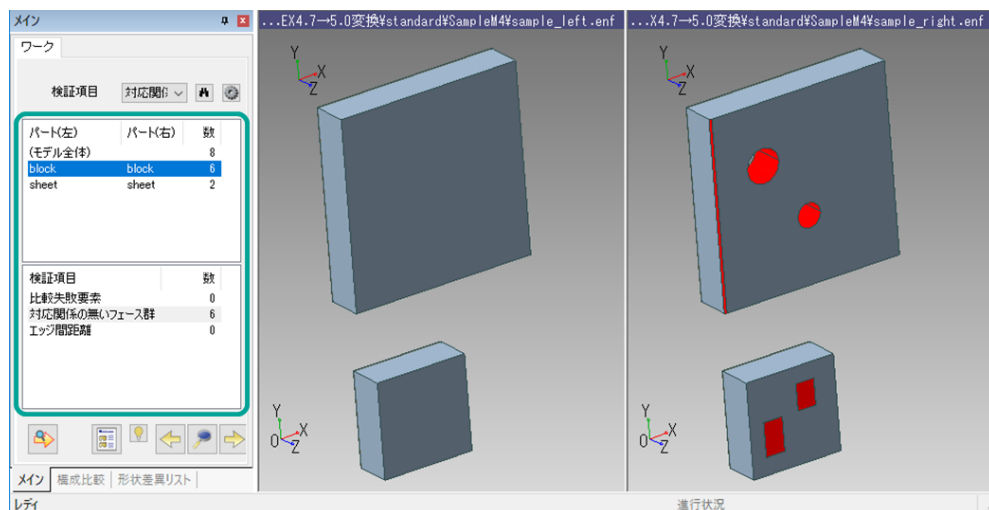 メイン
ワーク
検証項目 対応関係
パート(左) パート(右) 数
(モデル全体) 8
block block 6
sheet sheet 2
検証項目 数
比較失敗要素 0
対応関係の無いフェース群 6
エッジ間距離 0
メイン 構成比較 形状差異リスト
レディ 進行状況
...EX4.7→5.0変換¥standard¥SampleM4¥sample_left.enf
Y
X
Z
Y
X
O
Z
...X4.7→5.0変換¥standard¥SampleM4¥sample_right.enf
Y
X
Z
Y
X
O
Z